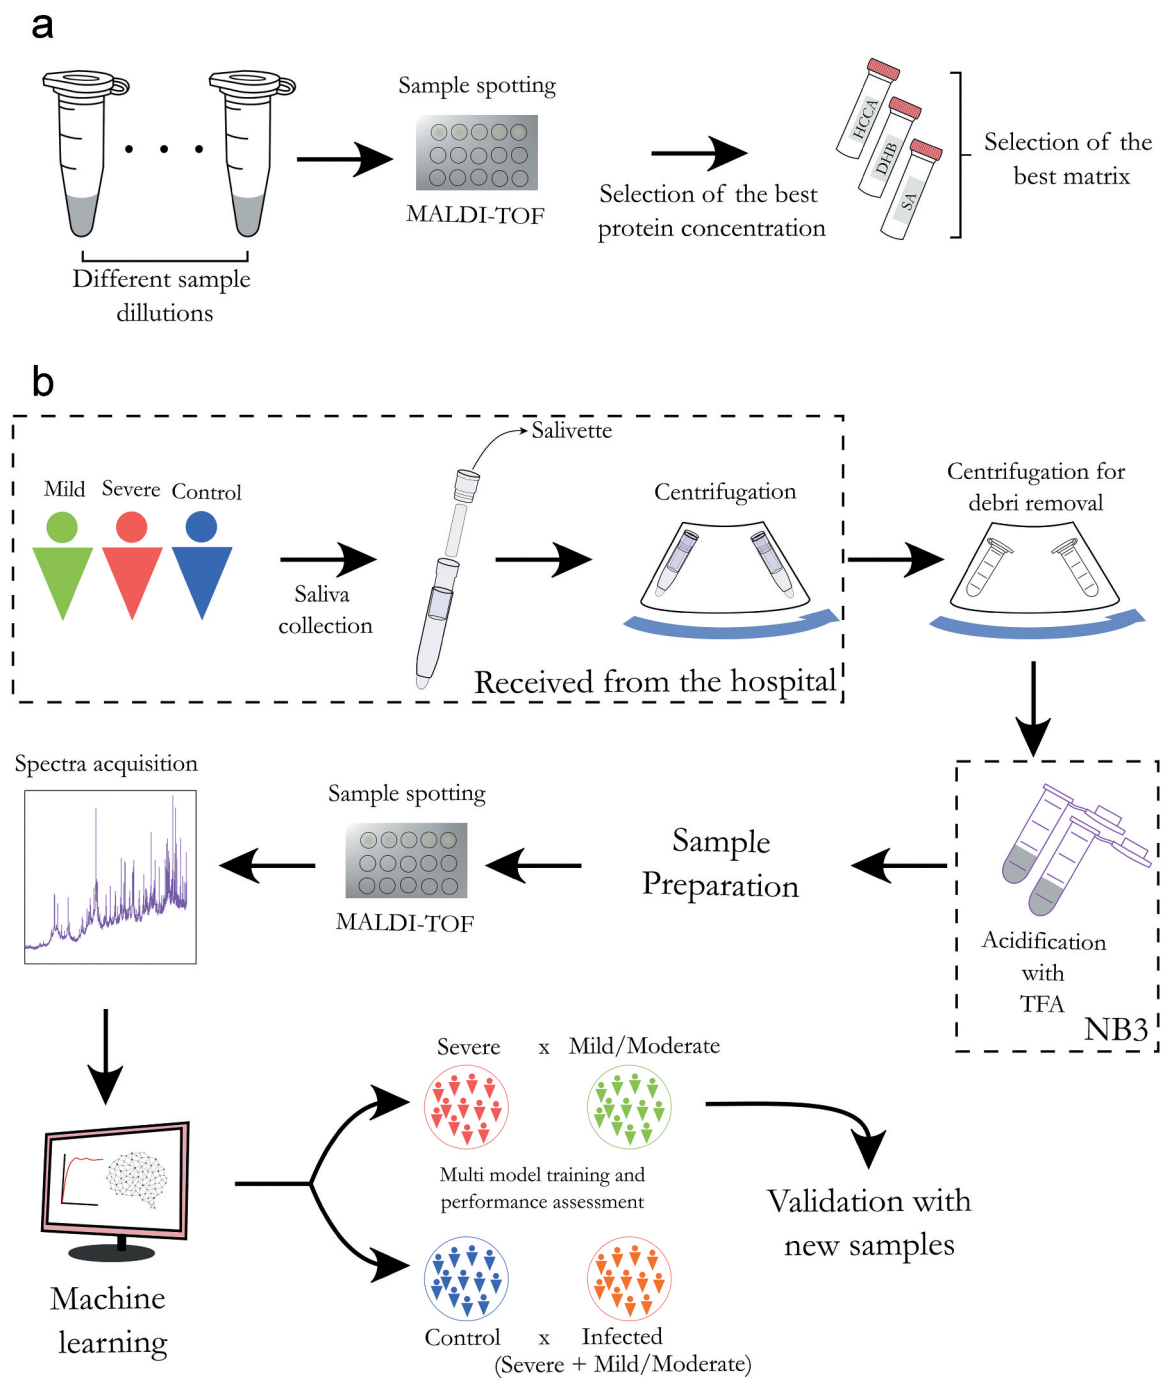 a
Sample spotting
MALDI-TOF
Different sample
dillutions
Selection of the best
protein concentration
HCCA
DHB
SA
Selection of the
best matrix
b
Mild
Severe
Control
Saliva
collection
Salivette
Centrifugation
Received from the hospital
Centrifugation for
debri removal
Acidification
with
TFA
NB3
Sample
Preparation
Sample spotting
MALDI-TOF
Spectra acquisition
Machine
learning
Severe x Mild/Moderate
Multi model training and
performance assessment
Control x Infected
(Severe + Mild/Moderate)
Validation with
new samples